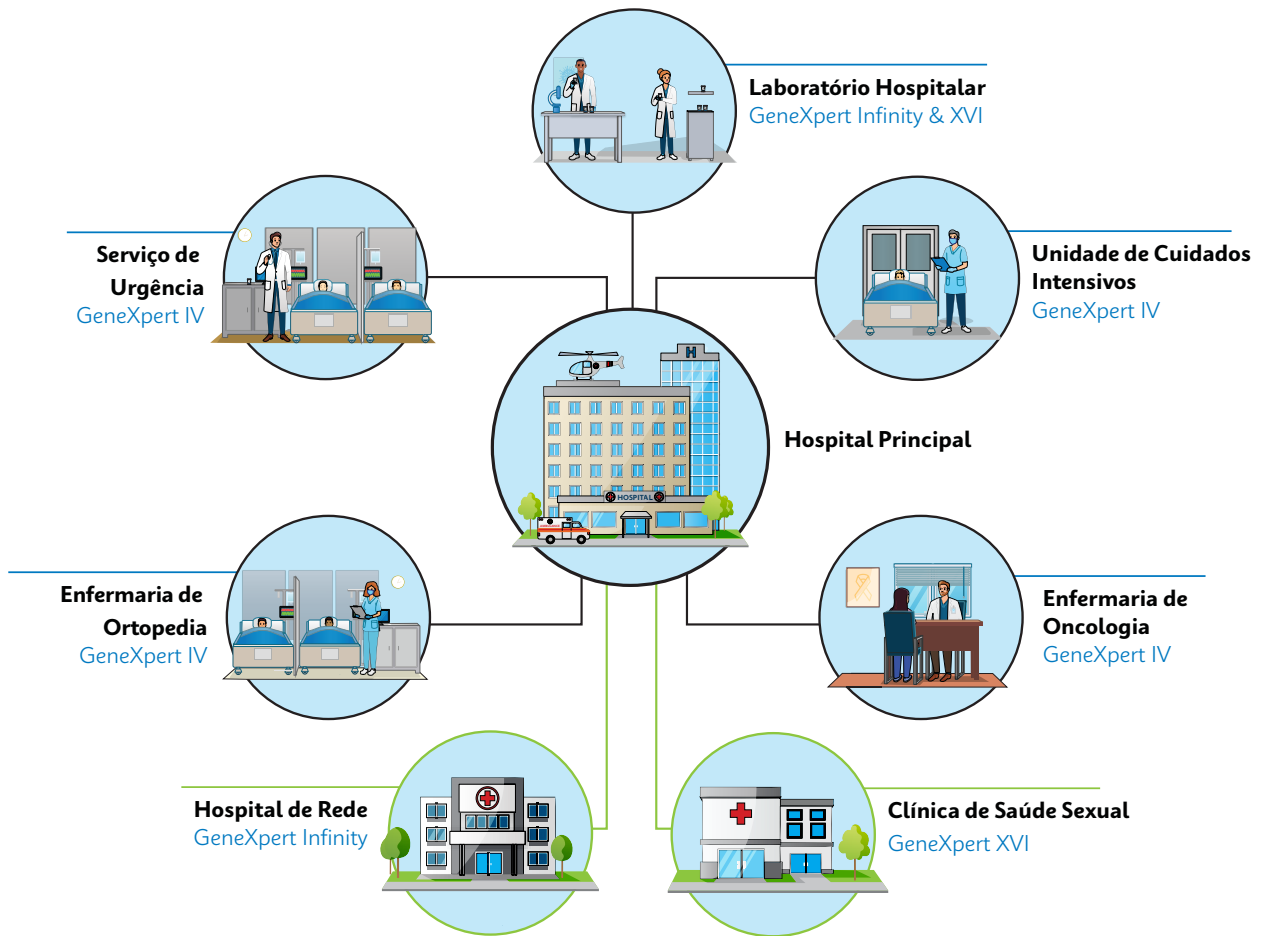 Laboratório Hospitalar
GeneXpert Infinity & XVI
Serviço de
Urgência
GeneXpert IV
Unidade de Cuidados
Intensivos
GeneXpert IV
H
HOSPITAL
AMBULANCE
Hospital Principal
Enfermaria de
Ortopedia
GeneXpert IV
Enfermaria de
Oncologia
GeneXpert IV
Hospital de Rede
GeneXpert Infinity
Clínica de Saúde Sexual
GeneXpert XVI